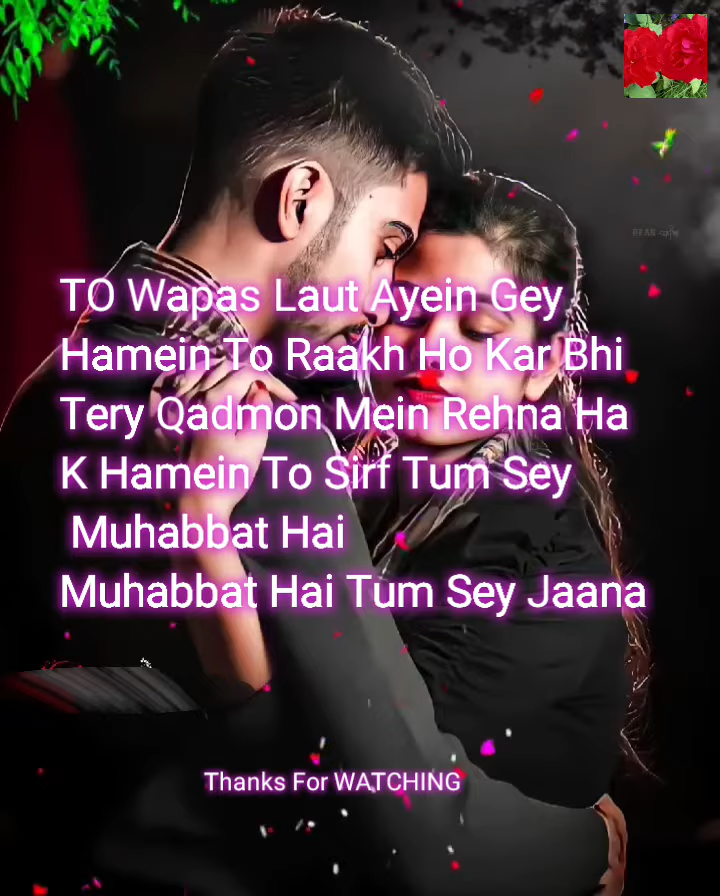 TO Wapas Laut Ayein Gey
Hamein To Raakh Ho Kar Bhi
Tery Qadmon Mein Rehna Ha
K Hamein To Sirf Tum Sey
Muhabbat Hai
Muhabbat Hai Tum Sey Jaana
Thanks For WATCHING